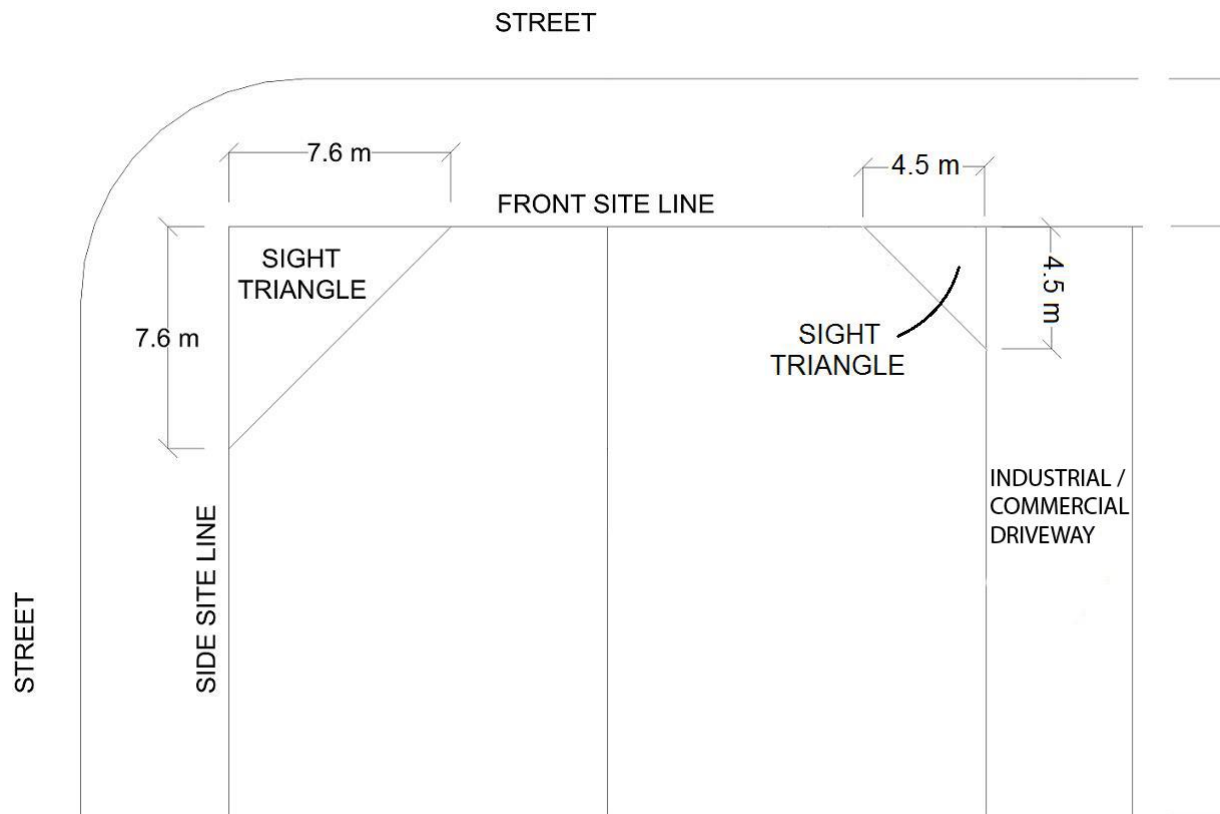 STREET
7.6 m
4.5 m
FRONT SITE LINE
SIGHT
TRIANGLE
4.5 m
7.6 m
SIGHT
TRIANGLE
INDUSTRIAL /
COMMERCIAL
DRIVEWAY
SIDE SITE LINE
STREET